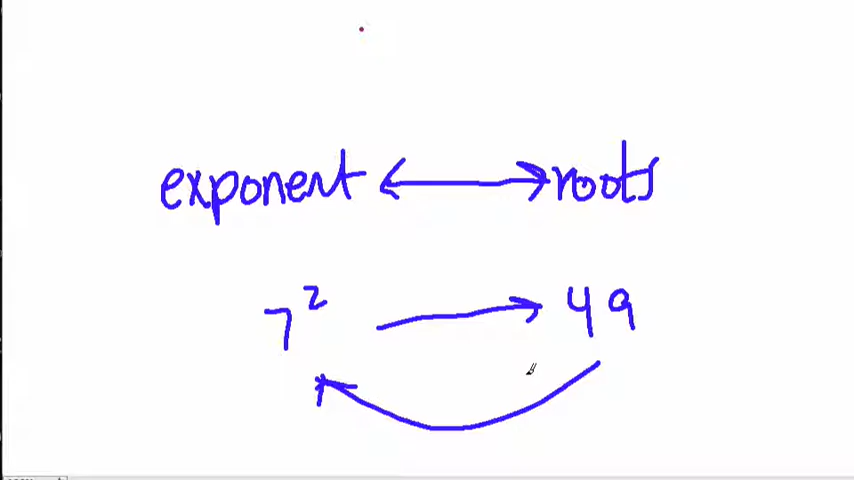 exponent ↔ roots
7² → 49